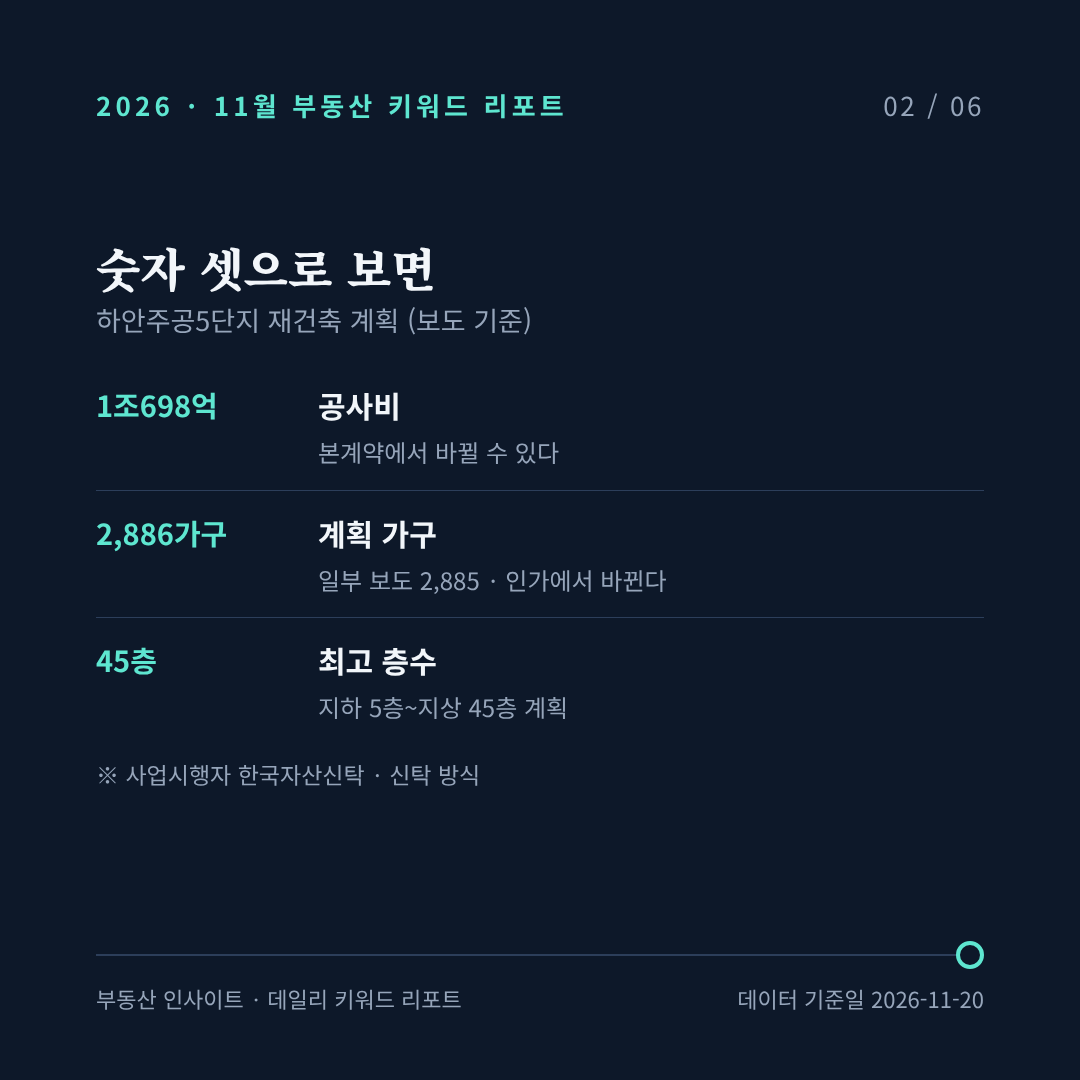 2026 · 11월 부동산 키워드 리포트
02 / 06
숫자 셋으로 보면
하안주공5단지 재건축 계획 (보도 기준)
1조698억
공사비
본계약에서 바뀔 수 있다
2,886가구
계획 가구
일부 보도 2,885 · 인가에서 바뀐다
45층
최고 층수
지하 5층~지상 45층 계획
※ 사업시행자 한국자산신탁 · 신탁 방식
부동산 인사이트 · 데일리 키워드 리포트
데이터 기준일 2026-11-20